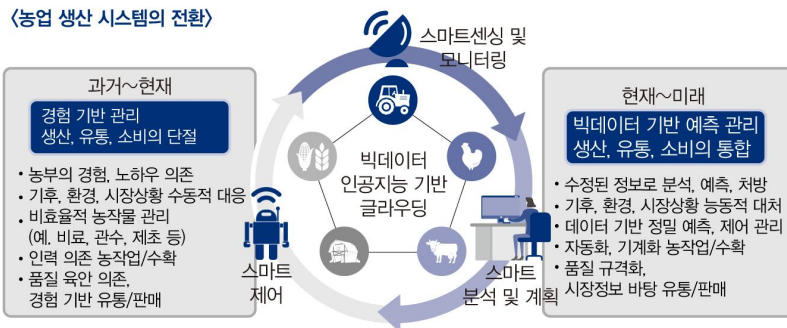 <농업 생산 시스템의 전환>
스마트센싱 및
모니터링
과거~현재
경험 기반 관리
생산, 유통, 소비의 단절
• 농부의 경험, 노하우 의존
• 기후, 환경, 시장상황 수동적 대응
• 비효율적 농작물 관리
(예. 비료, 관수, 제초 등)
• 인력 의존 농작업/수확
• 품질 육안 의존,
경험 기반 유통/판매
빅데이터
인공지능 기반
글라우딩
스마트
제어
스마트
분석 및 계획
현재~미래
빅데이터 기반 예측 관리
생산, 유통, 소비의 통합
• 수정된 정보로 분석, 예측, 처방
• 기후, 환경, 시장상황 능동적 대처
• 데이터 기반 정밀 예측, 제어 관리
• 자동화, 기계화 농작업/수확
• 품질 규격화,
시장정보 바탕 유통/판매